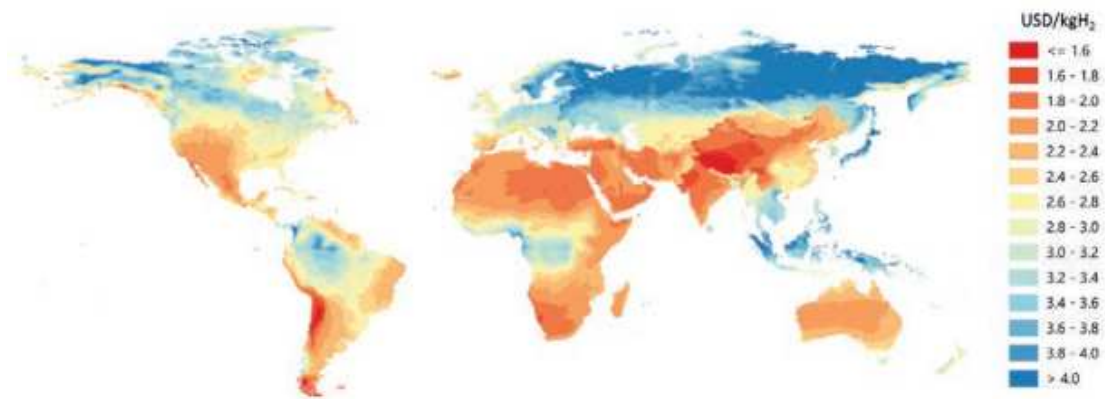 USD/kgH₂
<= 1.6
1.6 - 1.8
1.8 - 2.0
2.0 - 2.2
2.2 - 2.4
2.4 - 2.6
2.6 - 2.8
2.8 - 3.0
3.0 - 3.2
3.2 - 3.4
3.4 - 3.6
3.6 - 3.8
3.8 - 4.0
> 4.0